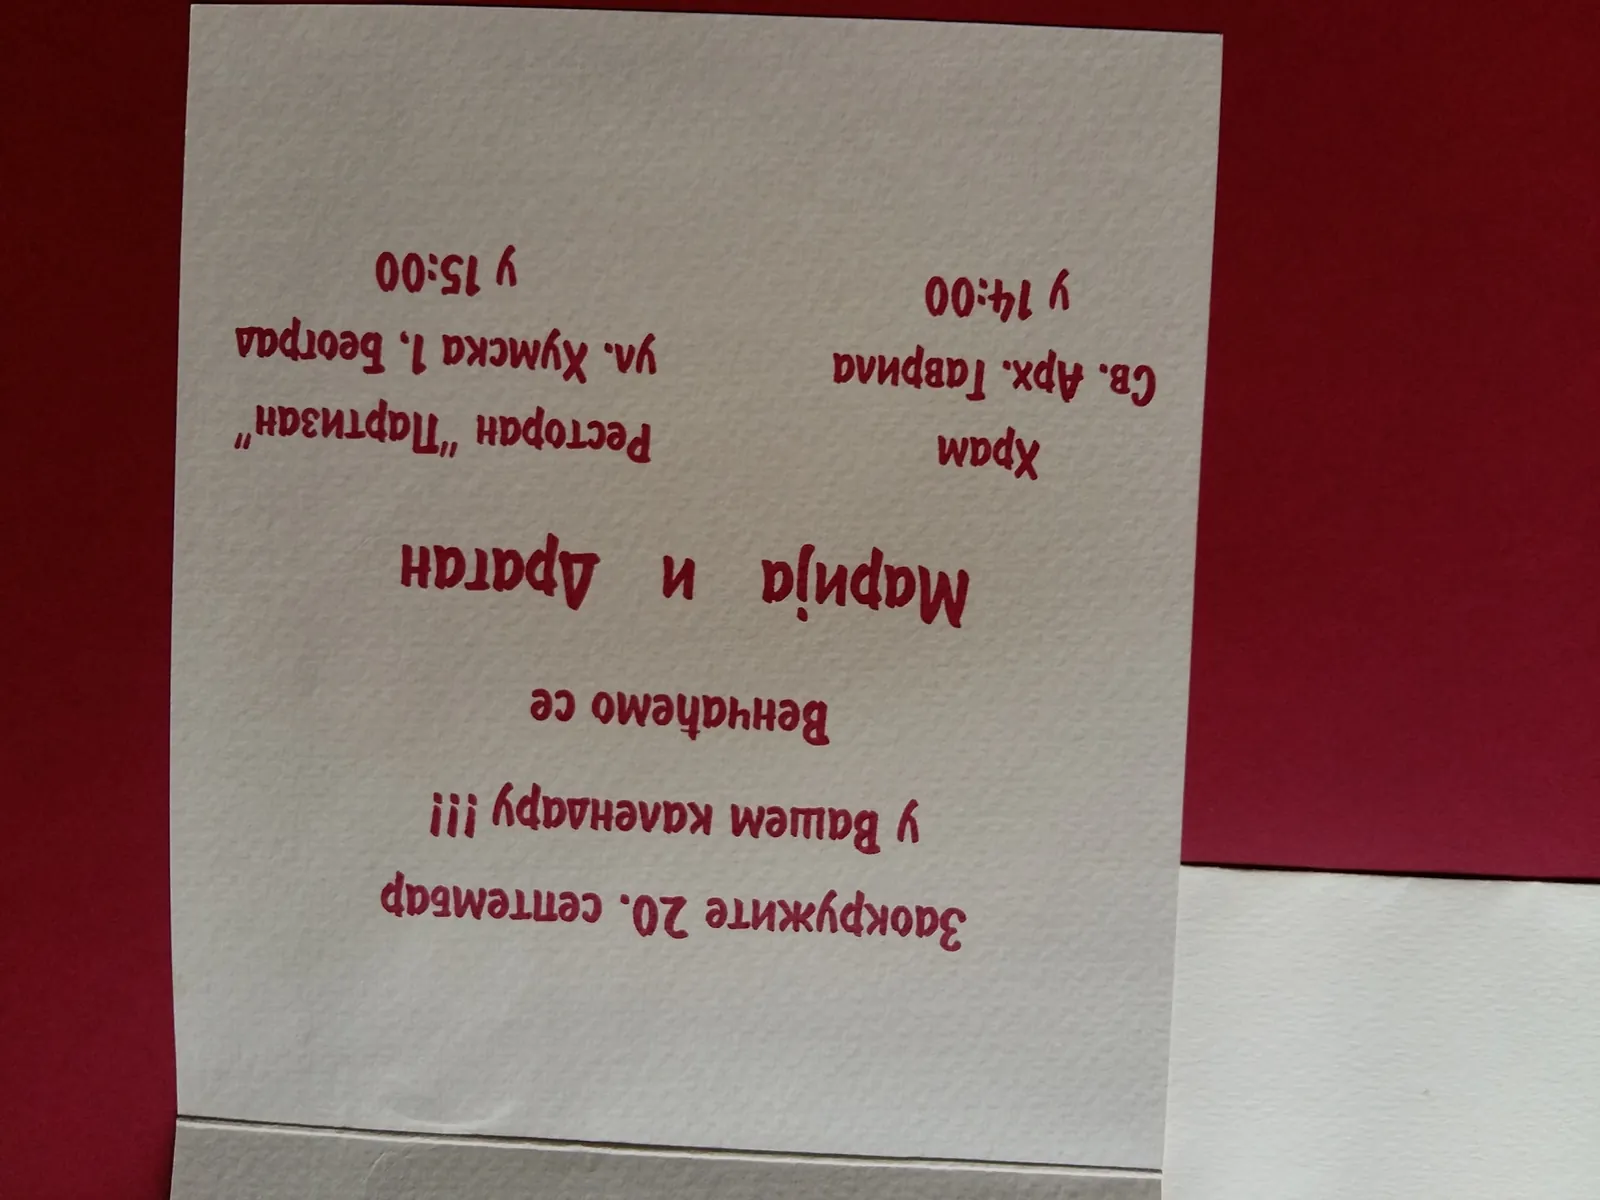 Заокружите 20. септембар
у Вашем календару !!!
Венчаћемо се
Марија и Драган
Храм
Св. Арх. Гаврила
у 14:00
Ресторан "Партизан"
ул. Хумска 1, Београд
у 15:00